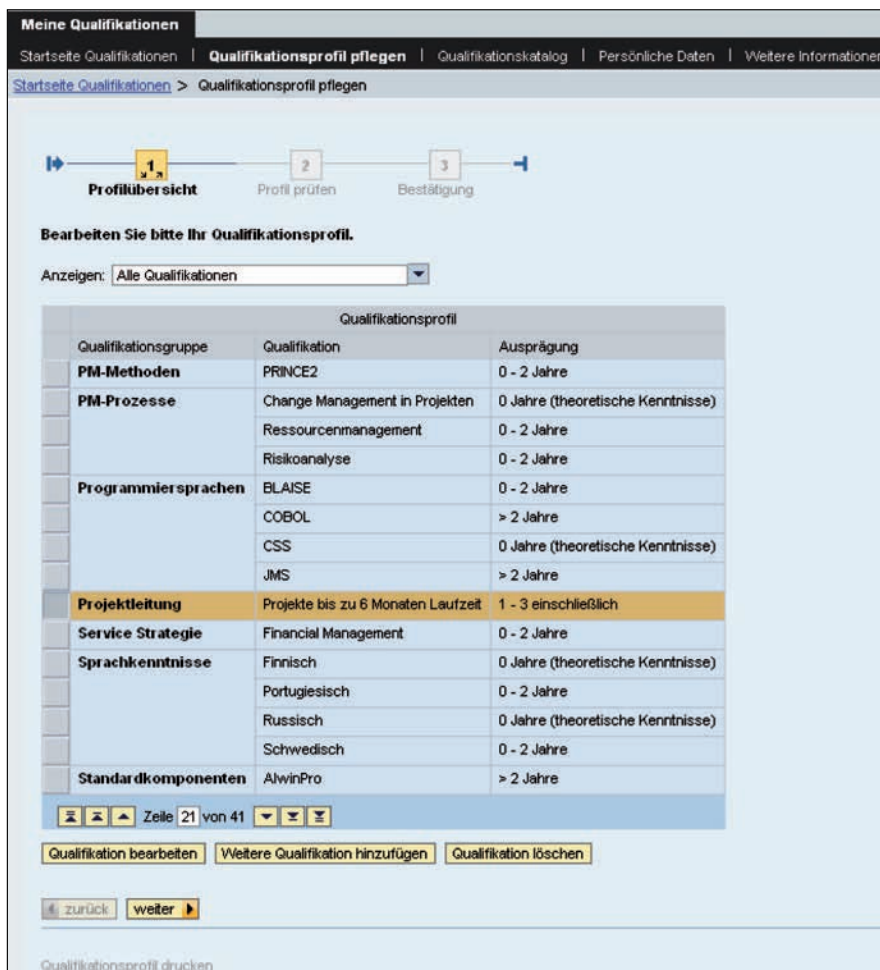 Meine Qualifikationen
Startseite Qualifikationen | Qualifikationsprofil pflegen | Qualifikationskatalog | Persönliche Daten | Weitere Informationen
Startseite Qualifikationen > Qualifikationsprofil pflegen
1 2 3
Profilübersicht Profil prüfen Bestätigung
Bearbeiten Sie bitte Ihr Qualifikationsprofil.
Anzeigen: Alle Qualifikationen
Qualifikationsprofil
Qualifikationsgruppe Qualifikation Ausprägung
PM-Methoden PRINCE2 0 - 2 Jahre
PM-Prozesse Change Management in Projekten 0 Jahre (theoretische Kenntnisse)
Ressourcenmanagement 0 - 2 Jahre
Risikoanalyse 0 - 2 Jahre
Programmiersprachen BLAISE 0 - 2 Jahre
COBOL > 2 Jahre
CSS 0 Jahre (theoretische Kenntnisse)
JMS > 2 Jahre
Projektleitung Projekte bis zu 6 Monaten Laufzeit 1 - 3 einschließlich
Service Strategie Financial Management 0 - 2 Jahre
Sprachkenntnisse Finnisch 0 Jahre (theoretische Kenntnisse)
Portugiesisch 0 - 2 Jahre
Russisch 0 Jahre (theoretische Kenntnisse)
Schwedisch 0 - 2 Jahre
Standardkomponenten AlwinPro > 2 Jahre
Zeile 21 von 41
Qualifikation bearbeiten Weitere Qualifikation hinzufügen Qualifikation löschen
zurück weiter
Qualifikationsprofil drucken